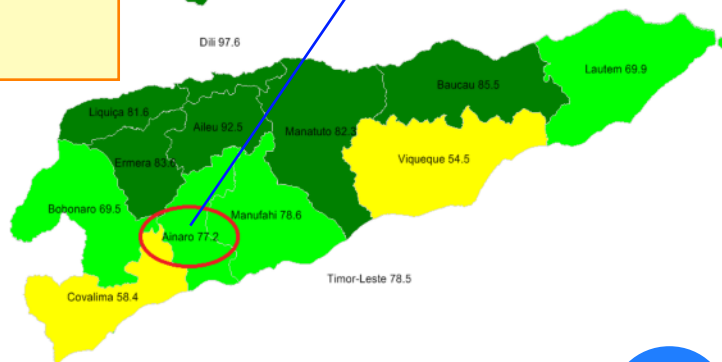 Dili 97.6
Lautem 69.9
Baucau 85.5
Liquiça 81.6
Aileu 92.5
Manatuto 82.3
Ermera 83.6
Viqueque 54.5
Bobonaro 69.5
Manufahi 78.6
Ainaro 77.2
Timor-Leste 78.5
Covalima 58.4